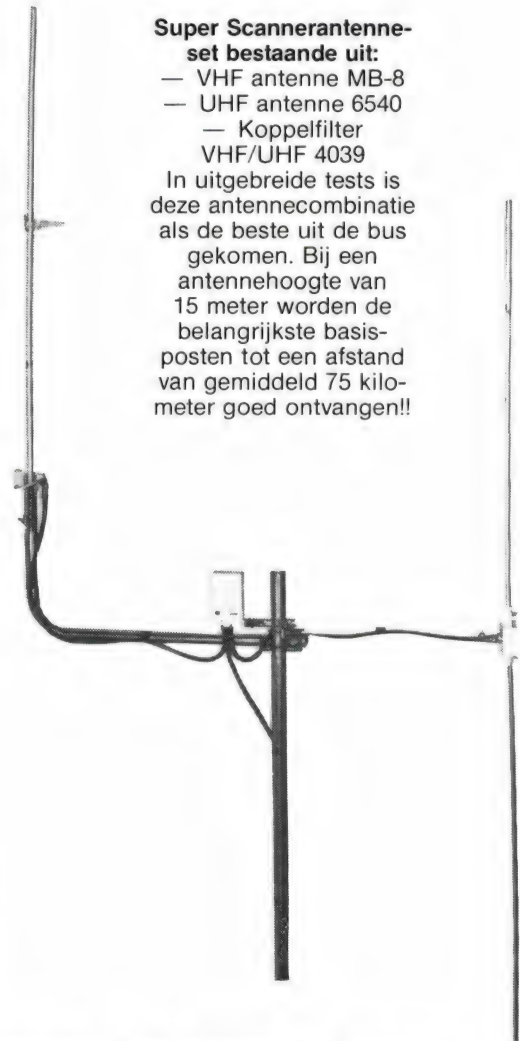 Super Scannerantenne-
set bestaande uit:
— VHF antenne MB-8
— UHF antenne 6540
— Koppelfilter
VHF/UHF 4039
In uitgebreide tests is
deze antennecombinatie
als de beste uit de bus
gekomen. Bij een
antennehoogte van
15 meter worden de
belangrijkste basis-
posten tot een afstand
van gemiddeld 75 kilo-
meter goed ontvangen!!